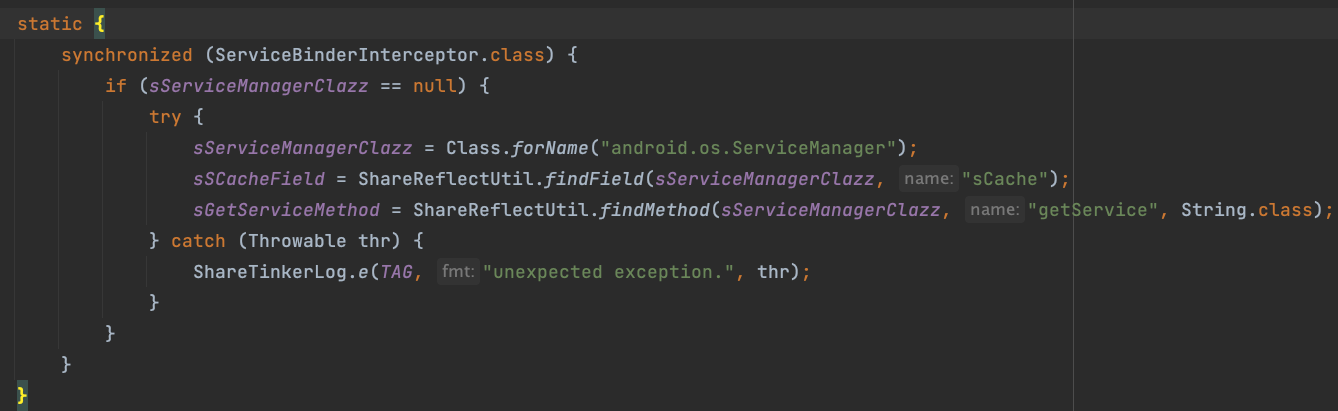 static {
    synchronized (ServiceBinderInterceptor.class) {
        if (sServiceManagerClazz == null) {
            try {
                sServiceManagerClazz = Class.forName("android.os.ServiceManager");
                sSCacheField = ShareReflectUtil.findField(sServiceManagerClazz, name: "sCache");
                sGetServiceMethod = ShareReflectUtil.findMethod(sServiceManagerClazz, name: "getService", String.class);
            } catch (Throwable thr) {
                ShareTinkerLog.e(TAG, fmt: "unexpected exception.", thr);
            }
        }
    }
}